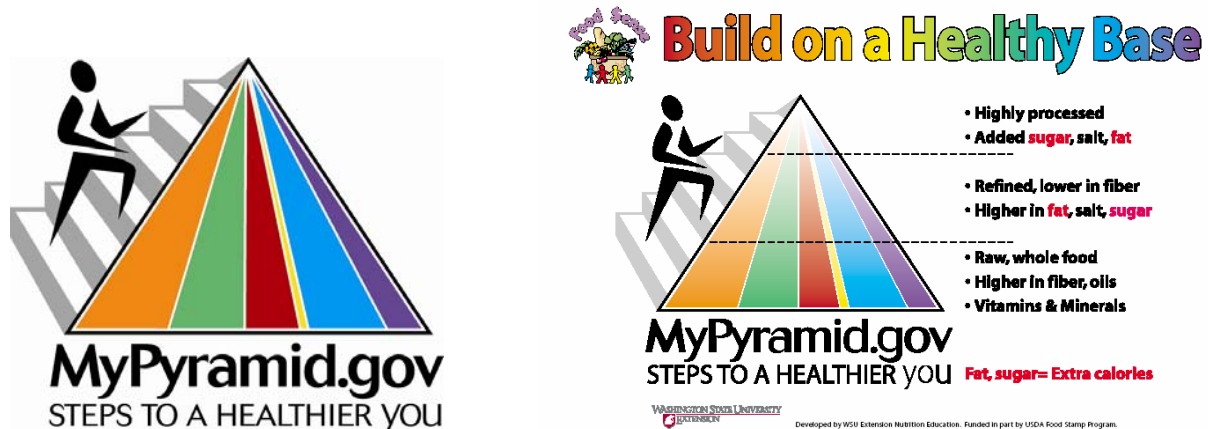 MyPyramid.gov
STEPS TO A HEALTHIER YOU
Food Sense
Build on a Healthy Base
• Highly processed
• Added sugar, salt, fat
• Refined, lower in fiber
• Higher in fat, salt, sugar
• Raw, whole food
• Higher in fiber, oils
• Vitamins & Minerals
MyPyramid.gov
STEPS TO A HEALTHIER YOU
Fat, sugar= Extra calories
WASHINGTON STATE UNIVERSITY
EXTENSION
Developed by WSU Extension Nutrition Education. Funded in part by USDA Food Stamp Program.